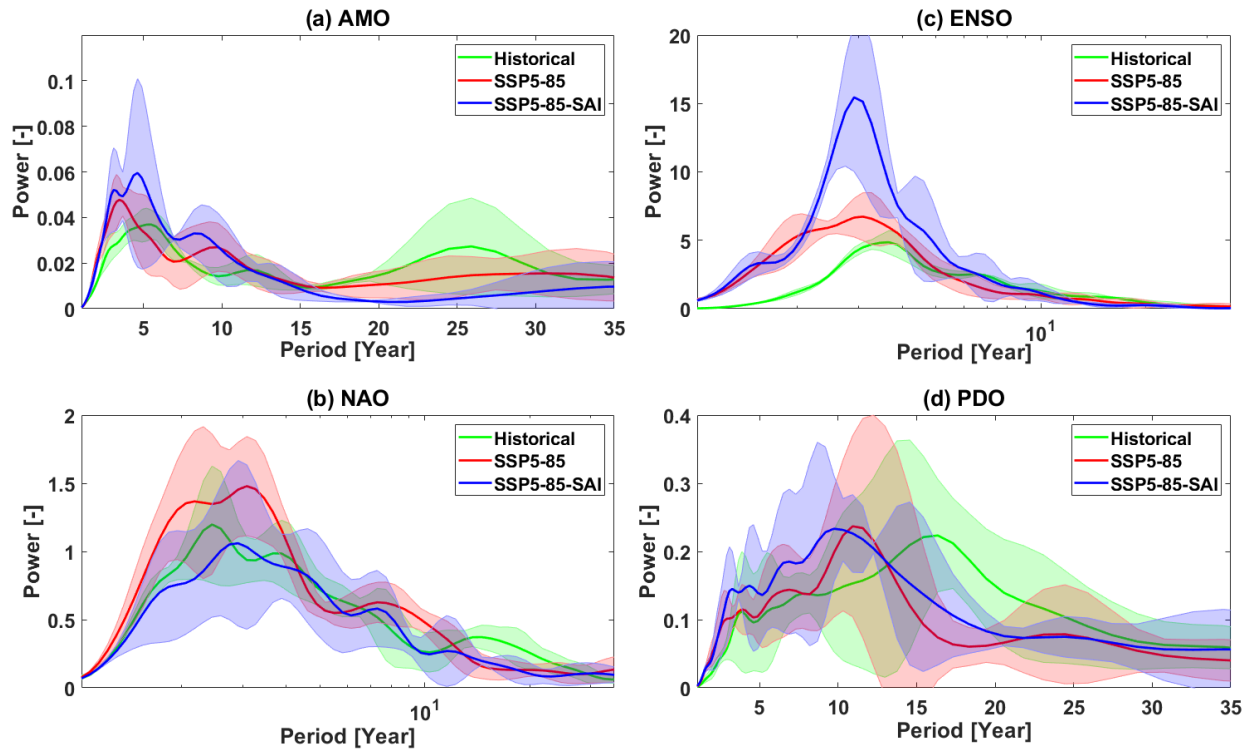 (a) AMO
Power [-]
0.1
0.08
0.06
0.04
0.02
0
5
10
15
20
25
30
35
Period [Year]
Historical
SSP5-85
SSP5-85-SAI
(c) ENSO
Power [-]
20
15
10
5
0
10¹
Period [Year]
Historical
SSP5-85
SSP5-85-SAI
(b) NAO
Power [-]
2
1.5
1
0.5
0
10¹
Period [Year]
Historical
SSP5-85
SSP5-85-SAI
(d) PDO
Power [-]
0.4
0.3
0.2
0.1
0
5
10
15
20
25
30
35
Period [Year]
Historical
SSP5-85
SSP5-85-SAI